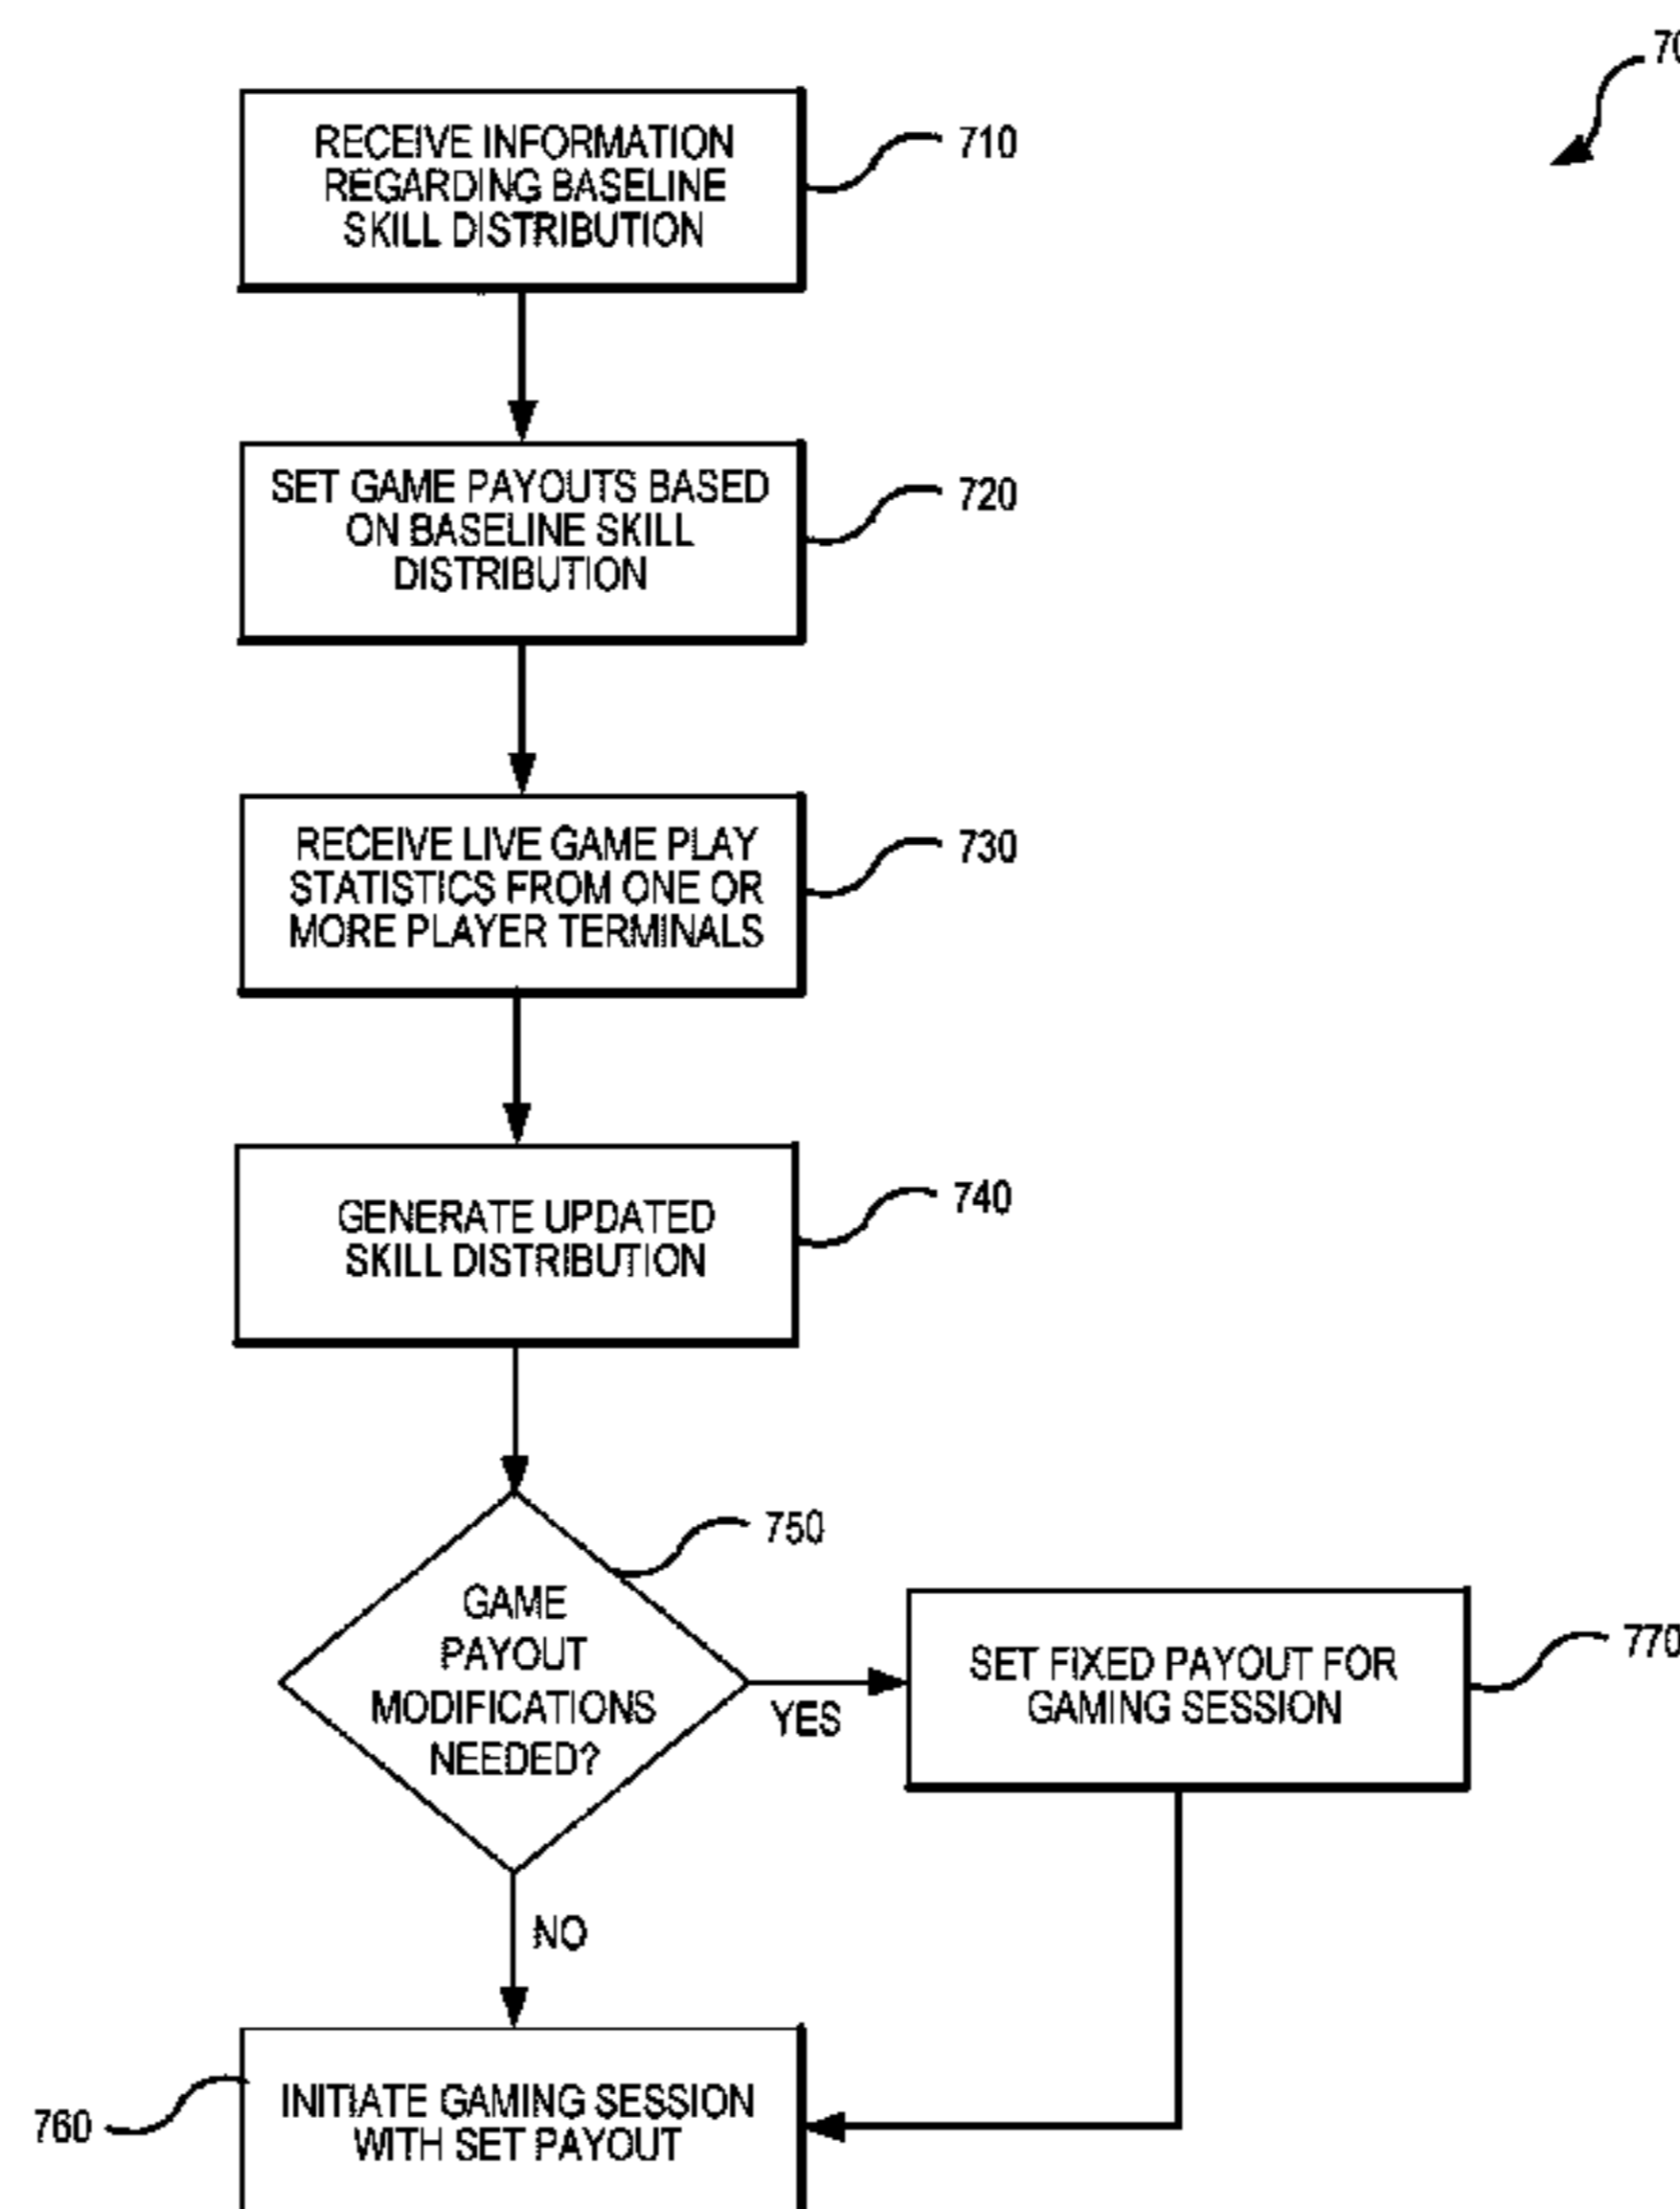 70
RECEIVE INFORMATION
REGARDING BASELINE
SKILL DISTRIBUTION
710
SET GAME PAYOUTS BASED
ON BASELINE SKILL
DISTRIBUTION
720
RECEIVE LIVE GAME PLAY
STATISTICS FROM ONE OR
MORE PLAYER TERMINALS
730
GENERATE UPDATED
SKILL DISTRIBUTION
740
750
GAME
PAYOUT
MODIFICATIONS
NEEDED?
YES
SET FIXED PAYOUT FOR
GAMING SESSION
770
NO
INITIATE GAMING SESSION
WITH SET PAYOUT
760